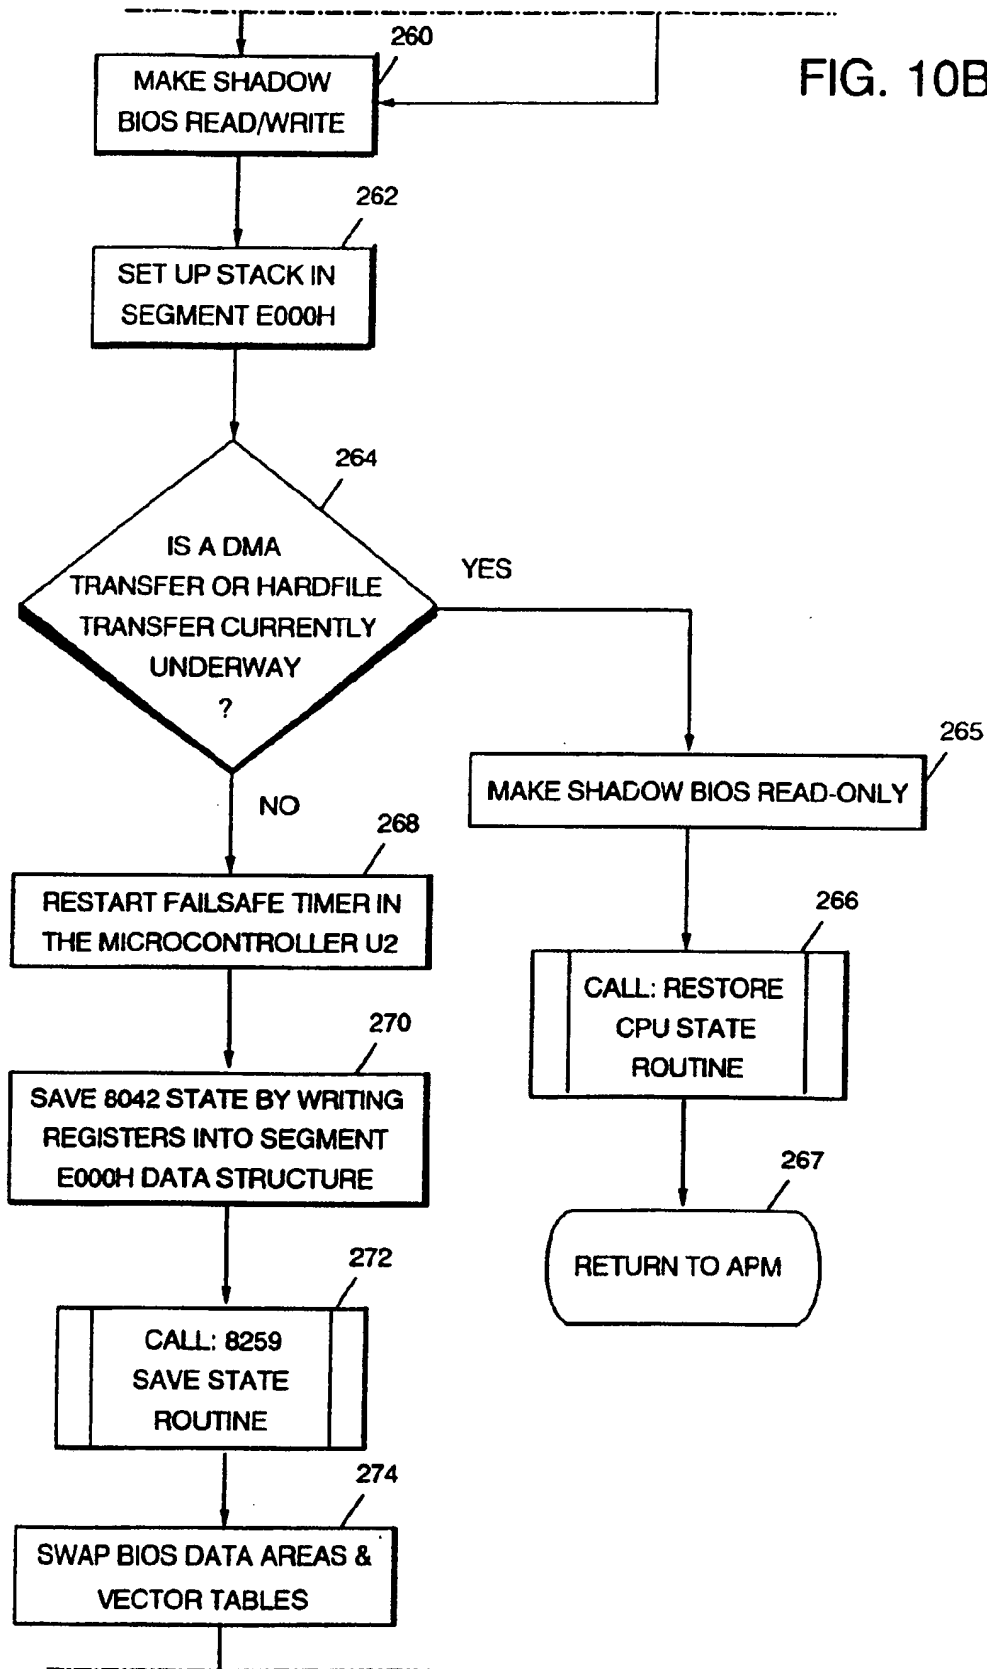 260
FIG. 10B
MAKE SHADOW
BIOS READ/WRITE
262
SET UP STACK IN
SEGMENT E000H
264
IS A DMA
TRANSFER OR HARDFILE
TRANSFER CURRENTLY
UNDERWAY
?
YES
NO
265
MAKE SHADOW BIOS READ-ONLY
268
RESTART FAILSAFE TIMER IN
THE MICROCONTROLLER U2
266
CALL: RESTORE
CPU STATE
ROUTINE
270
SAVE 8042 STATE BY WRITING
REGISTERS INTO SEGMENT
E000H DATA STRUCTURE
267
RETURN TO APM
272
CALL: 8259
SAVE STATE
ROUTINE
274
SWAP BIOS DATA AREAS &
VECTOR TABLES